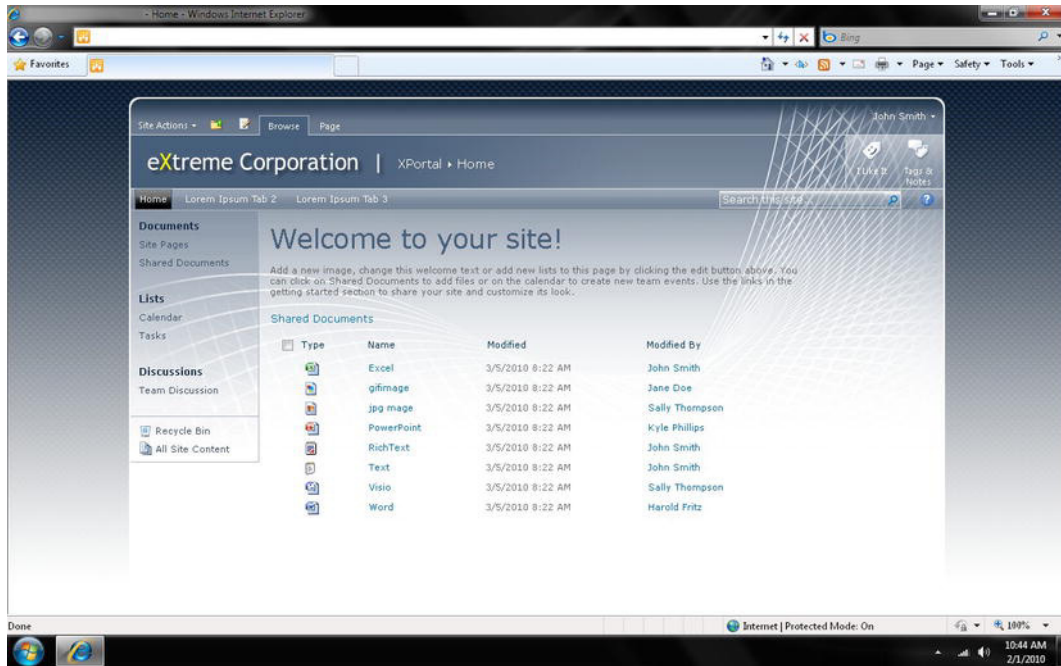 - Home - Windows Internet Explorer
Bing
Favorites
Page Safety Tools
Site Actions Browse Page
John Smith
eXtreme Corporation | XPortal Home
I Like It Tags & Notes
Home Lorem Ipsum Tab 2 Lorem Ipsum Tab 3 Search this site...
Documents
Site Pages
Shared Documents
Lists
Calendar
Tasks
Discussions
Team Discussion
Recycle Bin
All Site Content
Welcome to your site!
Add a new image, change this welcome text or add new lists to this page by clicking the edit button above. You
can click on Shared Documents to add files or on the calendar to create new team events. Use the links in the
getting started section to share your site and customize its look.
Shared Documents
Type Name Modified Modified By
Excel 3/5/2010 8:22 AM John Smith
gifimage 3/5/2010 8:22 AM Jane Doe
jpg mage 3/5/2010 8:22 AM Sally Thompson
PowerPoint 3/5/2010 8:22 AM Kyle Phillips
RichText 3/5/2010 8:22 AM John Smith
Text 3/5/2010 8:22 AM John Smith
Visio 3/5/2010 8:22 AM Sally Thompson
Word 3/5/2010 8:22 AM Harold Fritz
Done Internet | Protected Mode: On 100%
10:44 AM
2/1/2010